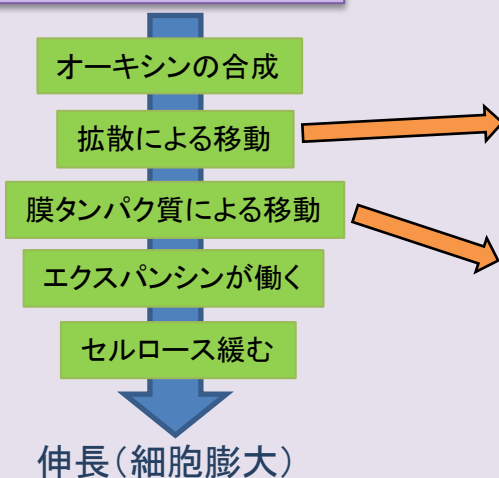 オーキシンの合成
拡散による移動
膜タンパク質による移動
エクスパンシンが働く
セルロース緩む
伸長(細胞膨大)